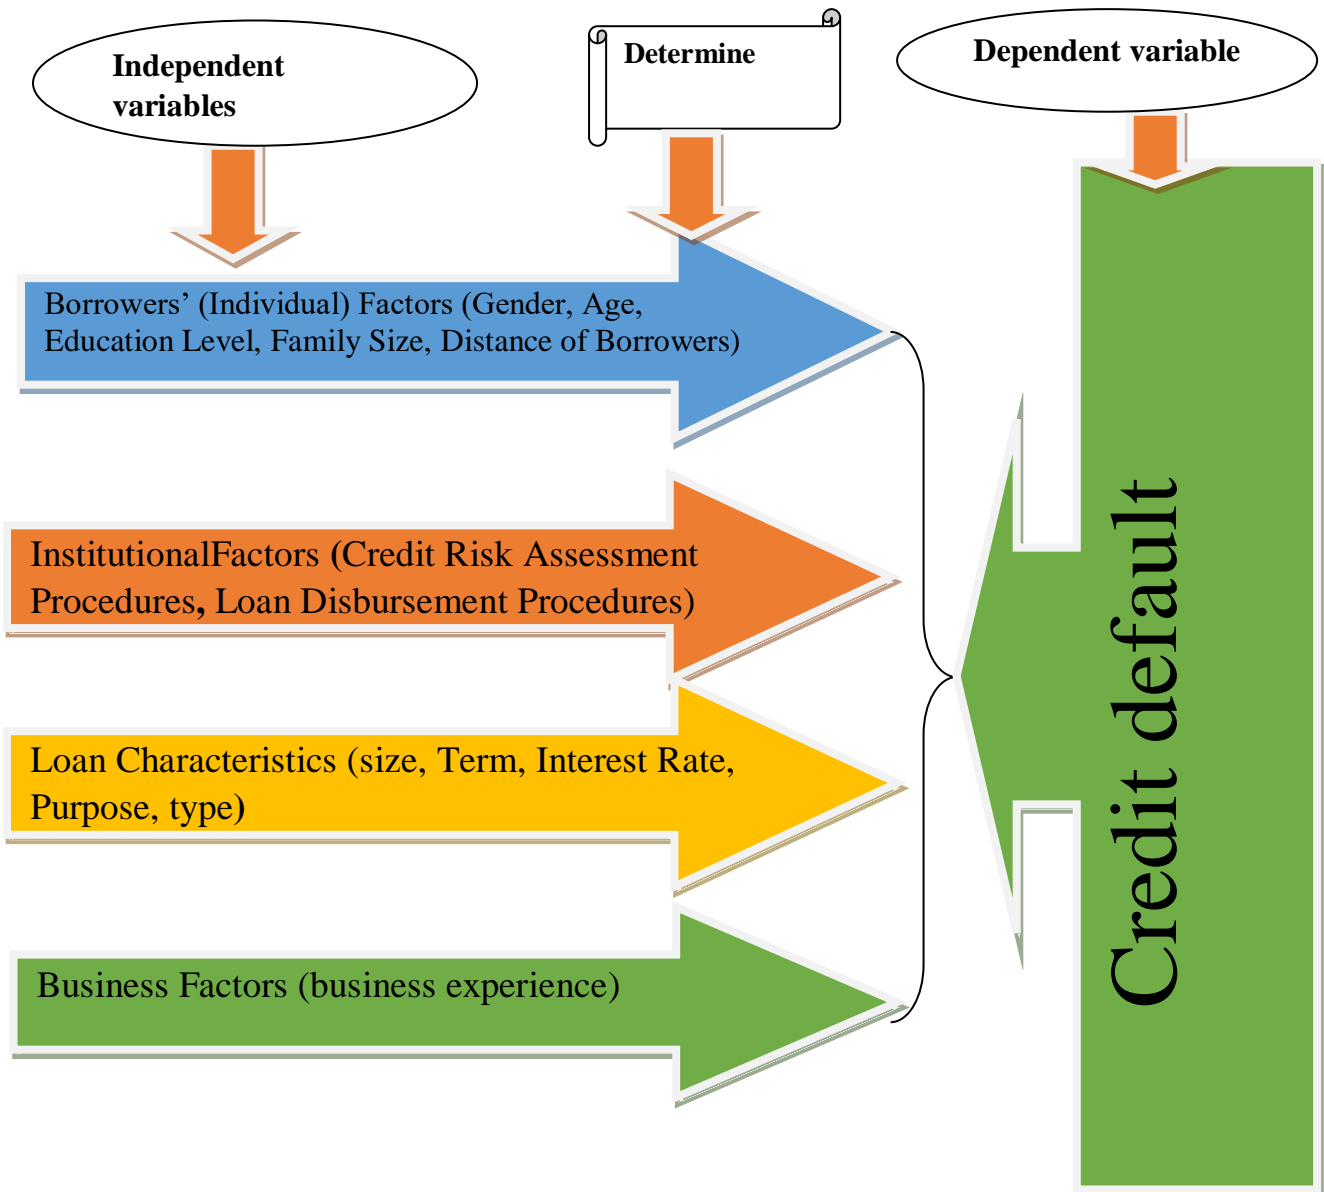 Independent
variables
Determine
Dependent variable
Borrowers’ (Individual) Factors (Gender, Age,
Education Level, Family Size, Distance of Borrowers)
InstitutionalFactors (Credit Risk Assessment
Procedures, Loan Disbursement Procedures)
Loan Characteristics (size, Term, Interest Rate,
Purpose, type)
Business Factors (business experience)
Credit default